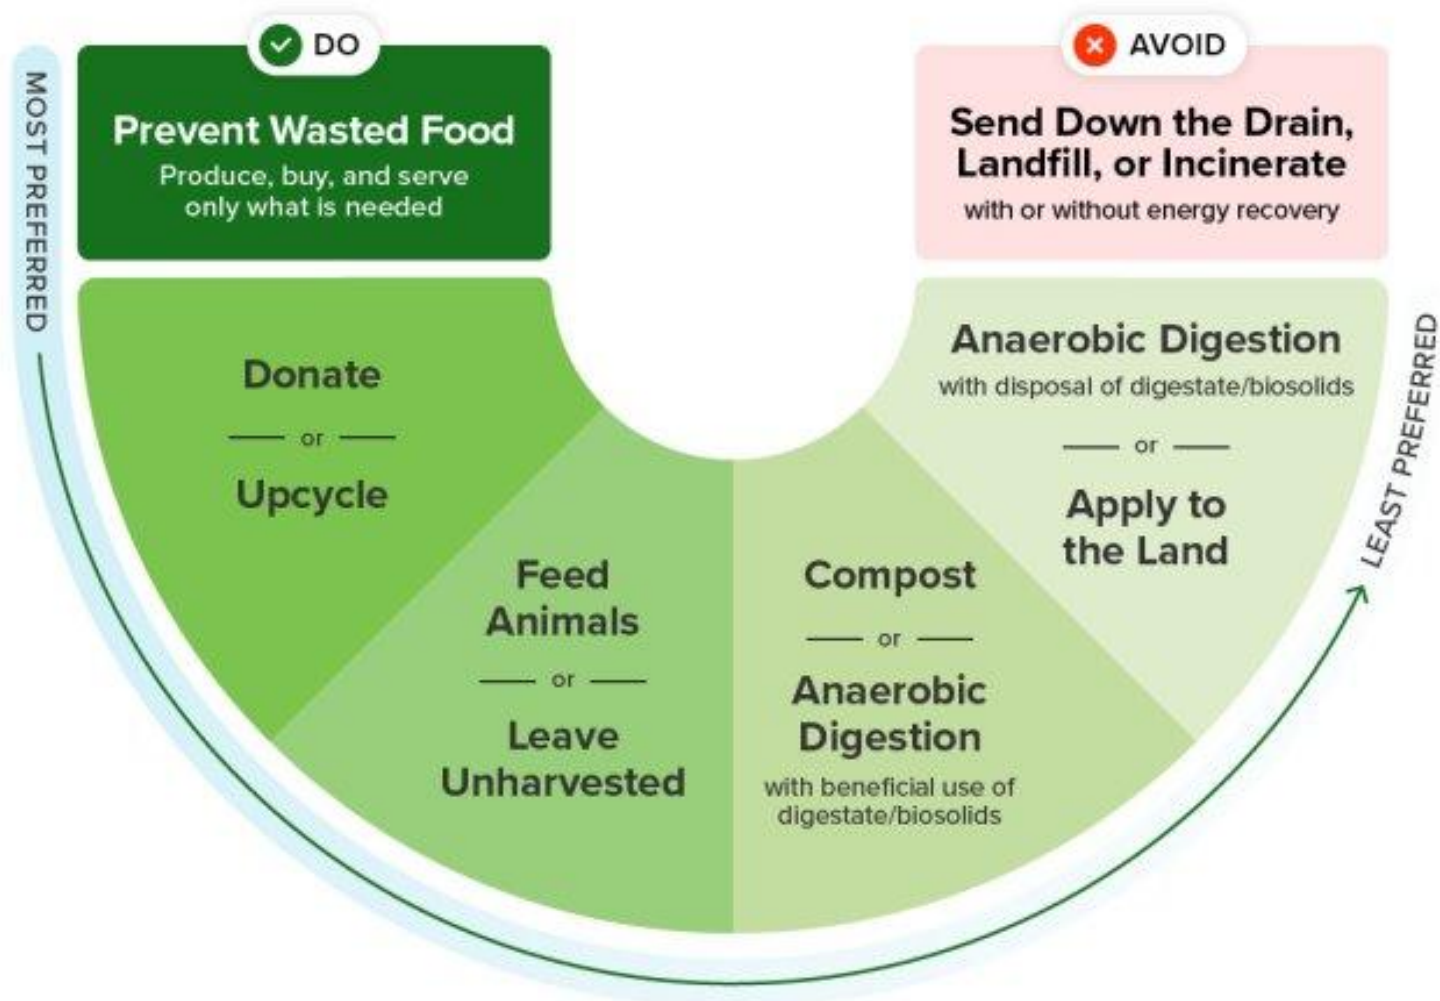 MOST PREFERRED
DO
Prevent Wasted Food
Produce, buy, and serve
only what is needed
Donate
or
Upcycle
Feed
Animals
or
Leave
Unharvested
Compost
or
Anaerobic
Digestion
with beneficial use of
digestate/biosolids
Anaerobic Digestion
with disposal of digestate/biosolids
or
Apply to
the Land
AVOID
Send Down the Drain,
Landfill, or Incinerate
with or without energy recovery
LEAST PREFERRED